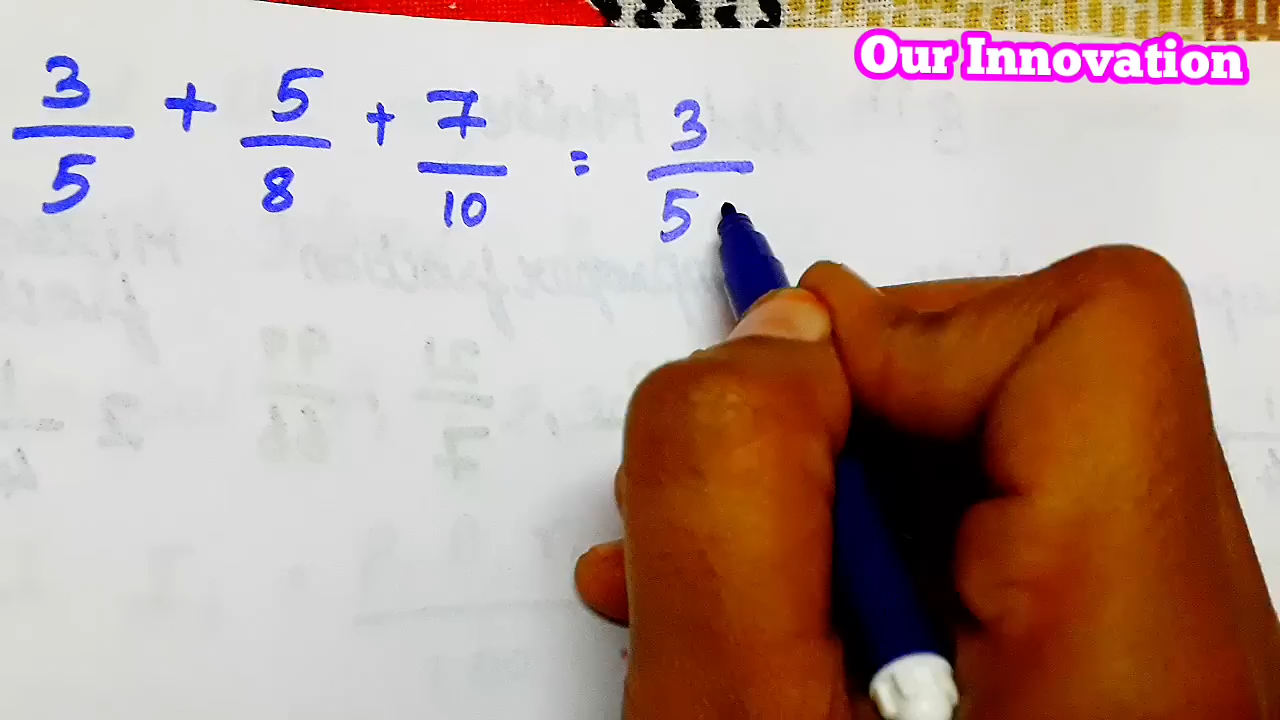 Our Innovation
3/5 + 5/8 + 7/10 = 3/5